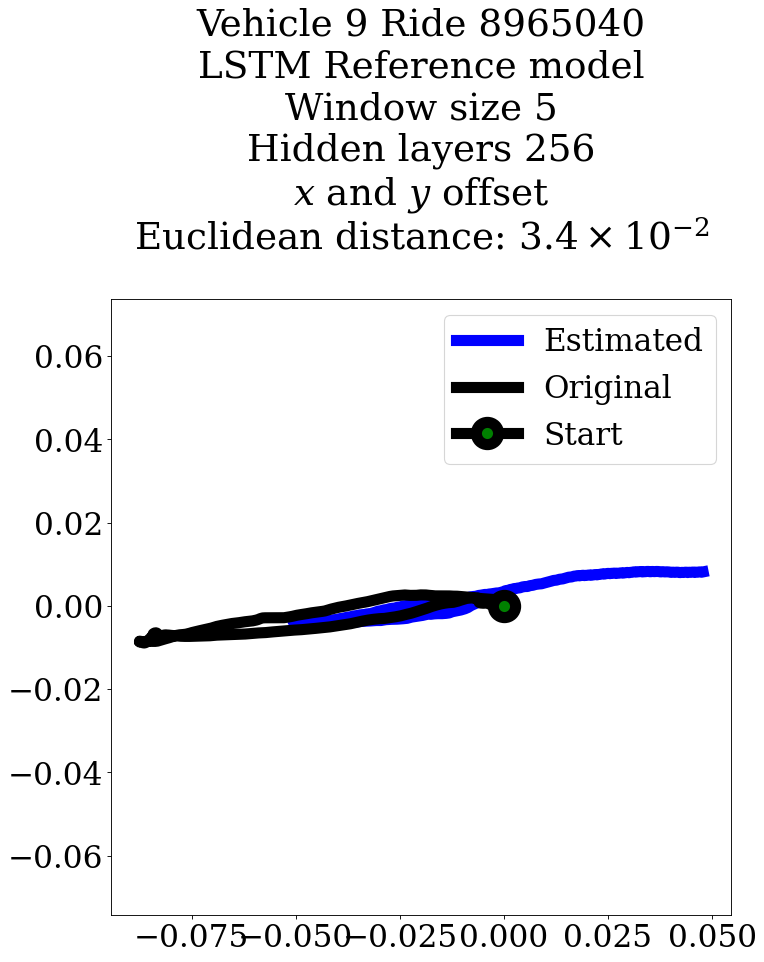 Vehicle 9 Ride 8965040
LSTM Reference model
Window size 5
Hidden layers 256
x and y offset
Euclidean distance: 3.4 × 10⁻²
Estimated
Original
Start
0.06
0.04
0.02
0.00
−0.02
−0.04
−0.06
−0.075 −0.050 −0.025 0.000 0.025 0.050